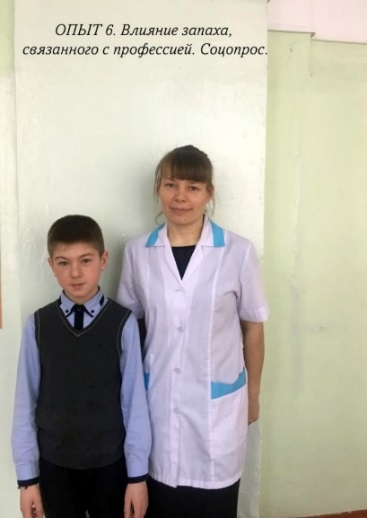 ОПЫТ 6. Влияние запаха,
связанного с профессией. Соцопрос.